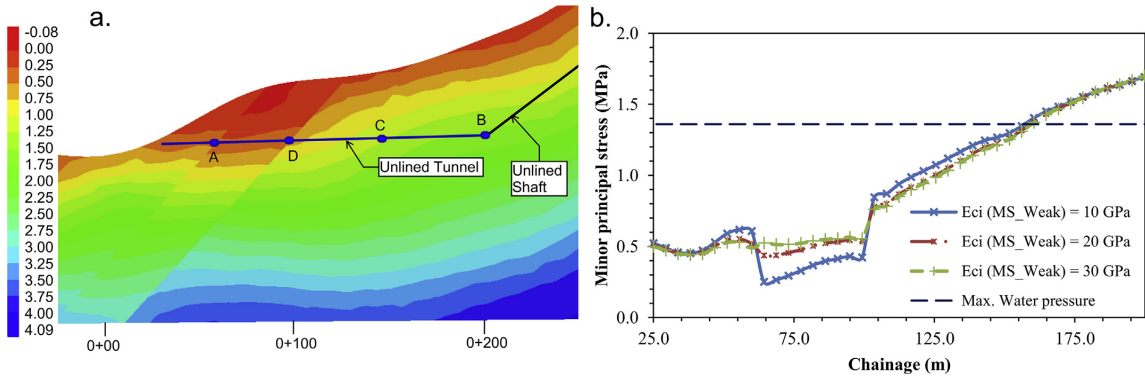 a.
-0.08
0.00
0.25
0.50
0.75
1.00
1.25
1.50
1.75
2.00
2.25
2.50
2.75
3.00
3.25
3.50
3.75
4.00
4.09
A
D
C
B
Unlined Tunnel
Unlined
Shaft
0+00
0+100
0+200
b.
Minor principal stress (MPa)
2.0
1.5
1.0
0.5
0.0
25.0
75.0
125.0
175.0
Chainage (m)
Eci (MS_Weak) = 10 GPa
Eci (MS_Weak) = 20 GPa
Eci (MS_Weak) = 30 GPa
Max. Water pressure